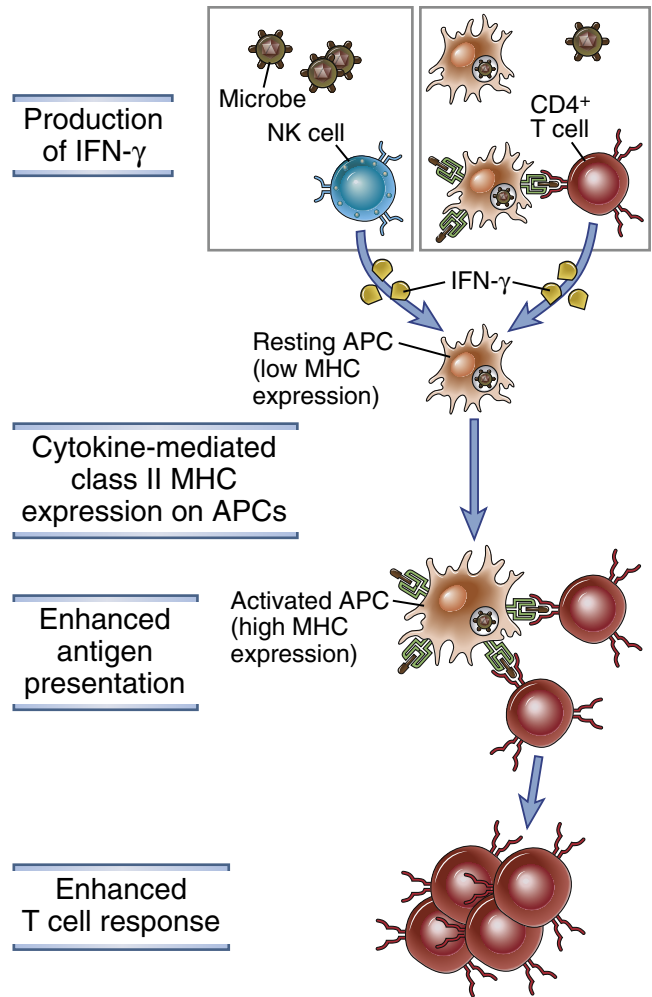 Microbe
CD4+
T cell
Production
of IFN-γ
NK cell
IFN-γ
Resting APC
(low MHC
expression)
Cytokine-mediated
class II MHC
expression on APCs
Activated APC
(high MHC
expression)
Enhanced
antigen
presentation
Enhanced
T cell response